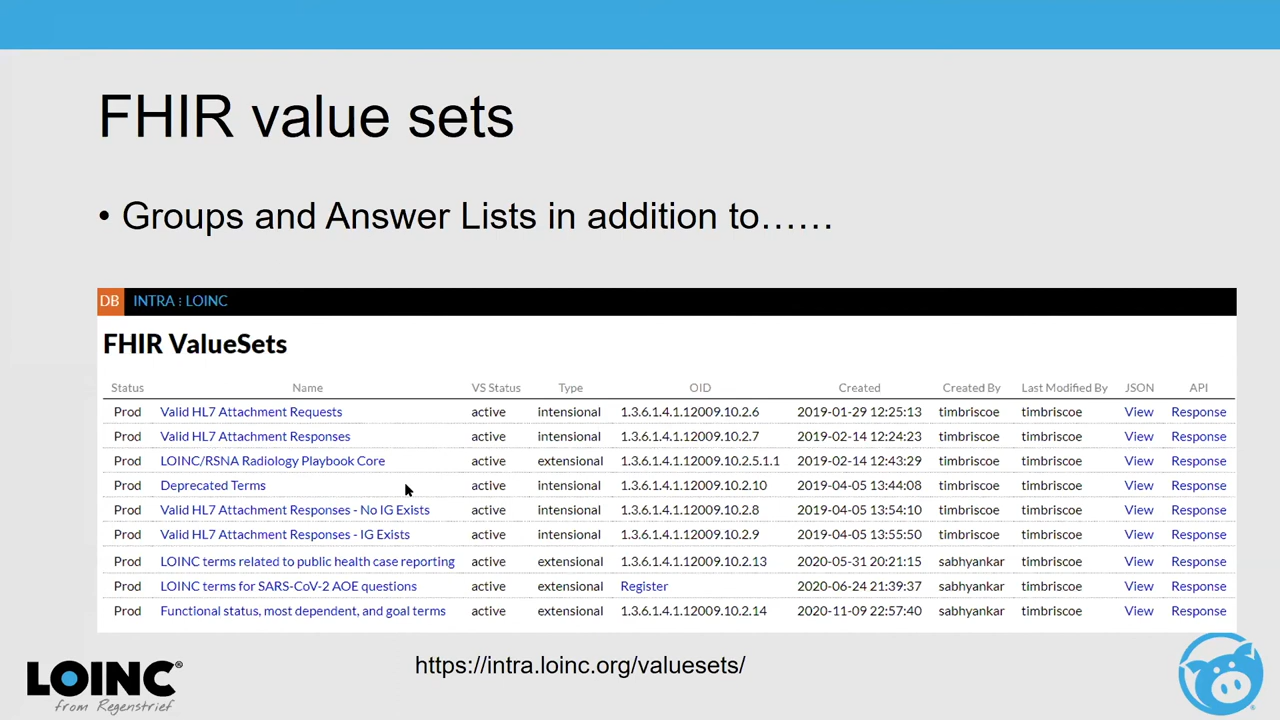 FHIR value sets
• Groups and Answer Lists in addition to……
DB INTRA : LOINC
FHIR ValueSets
Status Name VS Status Type OID Created Created By Last Modified By JSON API
Prod Valid HL7 Attachment Requests active intensional 1.3.6.1.4.1.12009.10.2.6 2019-01-29 12:25:13 timbriscoe timbriscoe View Response
Prod Valid HL7 Attachment Responses active intensional 1.3.6.1.4.1.12009.10.2.7 2019-02-14 12:24:23 timbriscoe timbriscoe View Response
Prod LOINC/RSNA Radiology Playbook Core active extensional 1.3.6.1.4.1.12009.10.2.5.1.1 2019-02-14 12:43:29 timbriscoe timbriscoe View Response
Prod Deprecated Terms active intensional 1.3.6.1.4.1.12009.10.2.10 2019-04-05 13:44:08 timbriscoe timbriscoe View Response
Prod Valid HL7 Attachment Responses - No IG Exists active intensional 1.3.6.1.4.1.12009.10.2.8 2019-04-05 13:54:10 timbriscoe timbriscoe View Response
Prod Valid HL7 Attachment Responses - IG Exists active intensional 1.3.6.1.4.1.12009.10.2.9 2019-04-05 13:55:50 timbriscoe timbriscoe View Response
Prod LOINC terms related to public health case reporting active extensional 1.3.6.1.4.1.12009.10.2.13 2020-05-31 20:21:15 sabhyankar timbriscoe View Response
Prod LOINC terms for SARS-CoV-2 AOE questions active extensional Register 2020-06-24 21:39:37 sabhyankar timbriscoe View Response
Prod Functional status, most dependent, and goal terms active extensional 1.3.6.1.4.1.12009.10.2.14 2020-11-09 22:57:40 sabhyankar timbriscoe View Response
https://intra.loinc.org/valuesets/
LOINC®
from Regenstrief